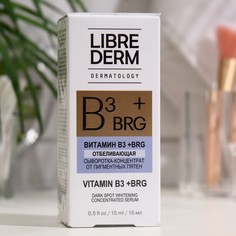 LIBRE
DERM
DERMATOLOGY
B3 +
BRG
ВИТАМИН B3 +BRG
ОТБЕЛИВАЮЩАЯ
СЫВОРОТКА-КОНЦЕНТРАТ
ОТ ПИГМЕНТНЫХ ПЯТЕН
VITAMIN B3 +BRG
DARK SPOT WHITENING
CONCENTRATED SERUM
0,5 fl oz / 15 ml / 15 мл